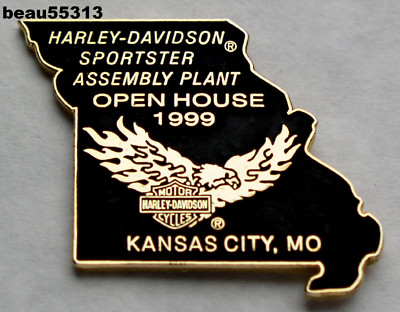 beau55313
HARLEY-DAVIDSON®
SPORTSTER
ASSEMBLY PLANT
OPEN HOUSE
1999
MOTOR
HARLEY-DAVIDSON
CYCLES
®
KANSAS CITY, MO